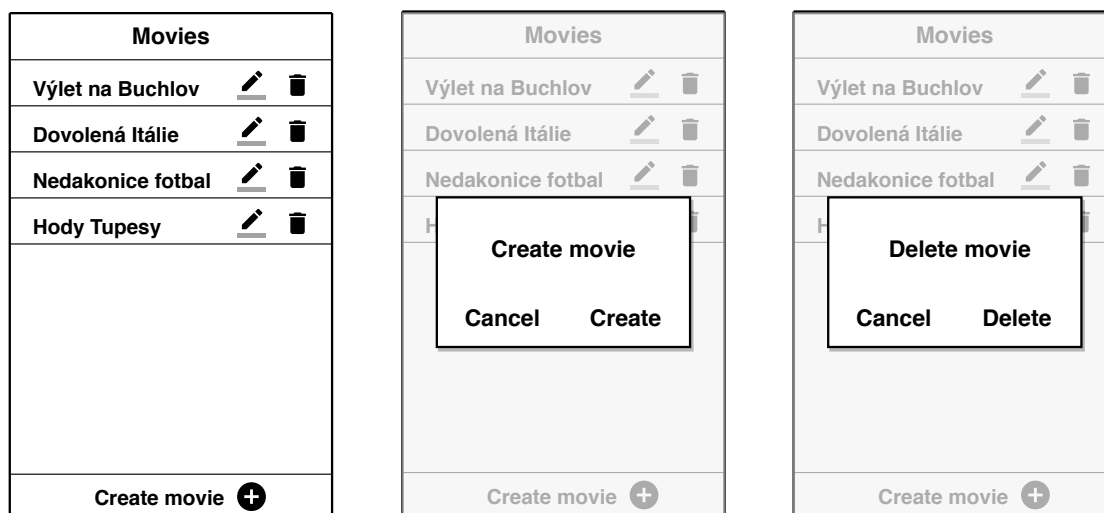 Movies
Výlet na Buchlov
Dovolená Itálie
Nedakonice fotbal
Hody Tupesy
Create movie
Movies
Výlet na Buchlov
Dovolená Itálie
Nedakonice fotbal
H
Create movie
Cancel Create
Create movie
Movies
Výlet na Buchlov
Dovolená Itálie
Nedakonice fotbal
H
Delete movie
Cancel Delete
Create movie